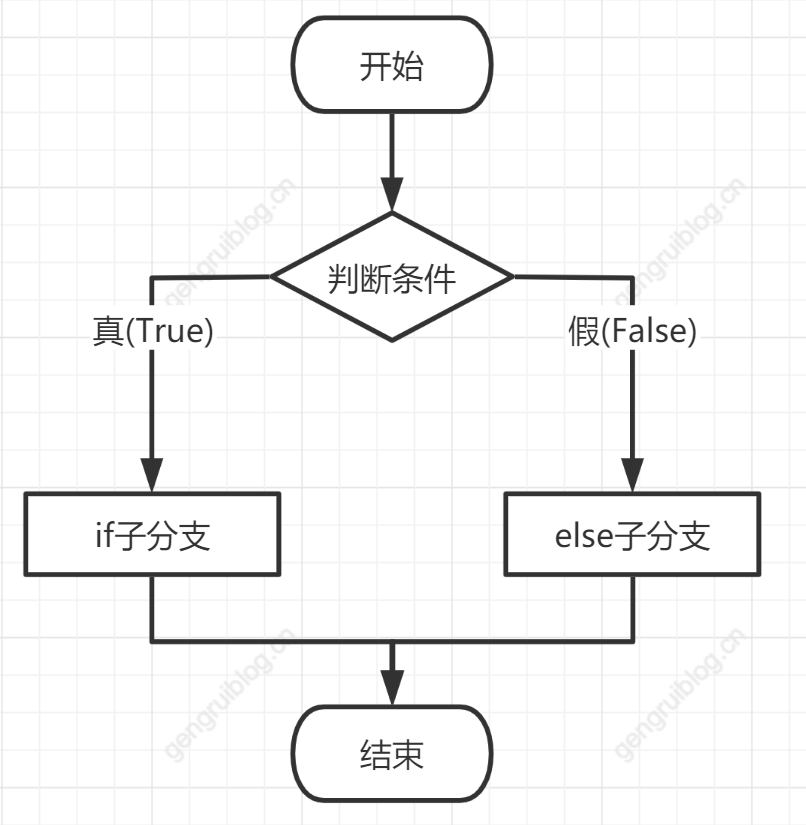 开始
gengruiblog.cn
gengruiblog.cn
判断条件
真(True)
假(False)
if子分支
else子分支
gengruiblog.cn
gengruiblog.cn
结束